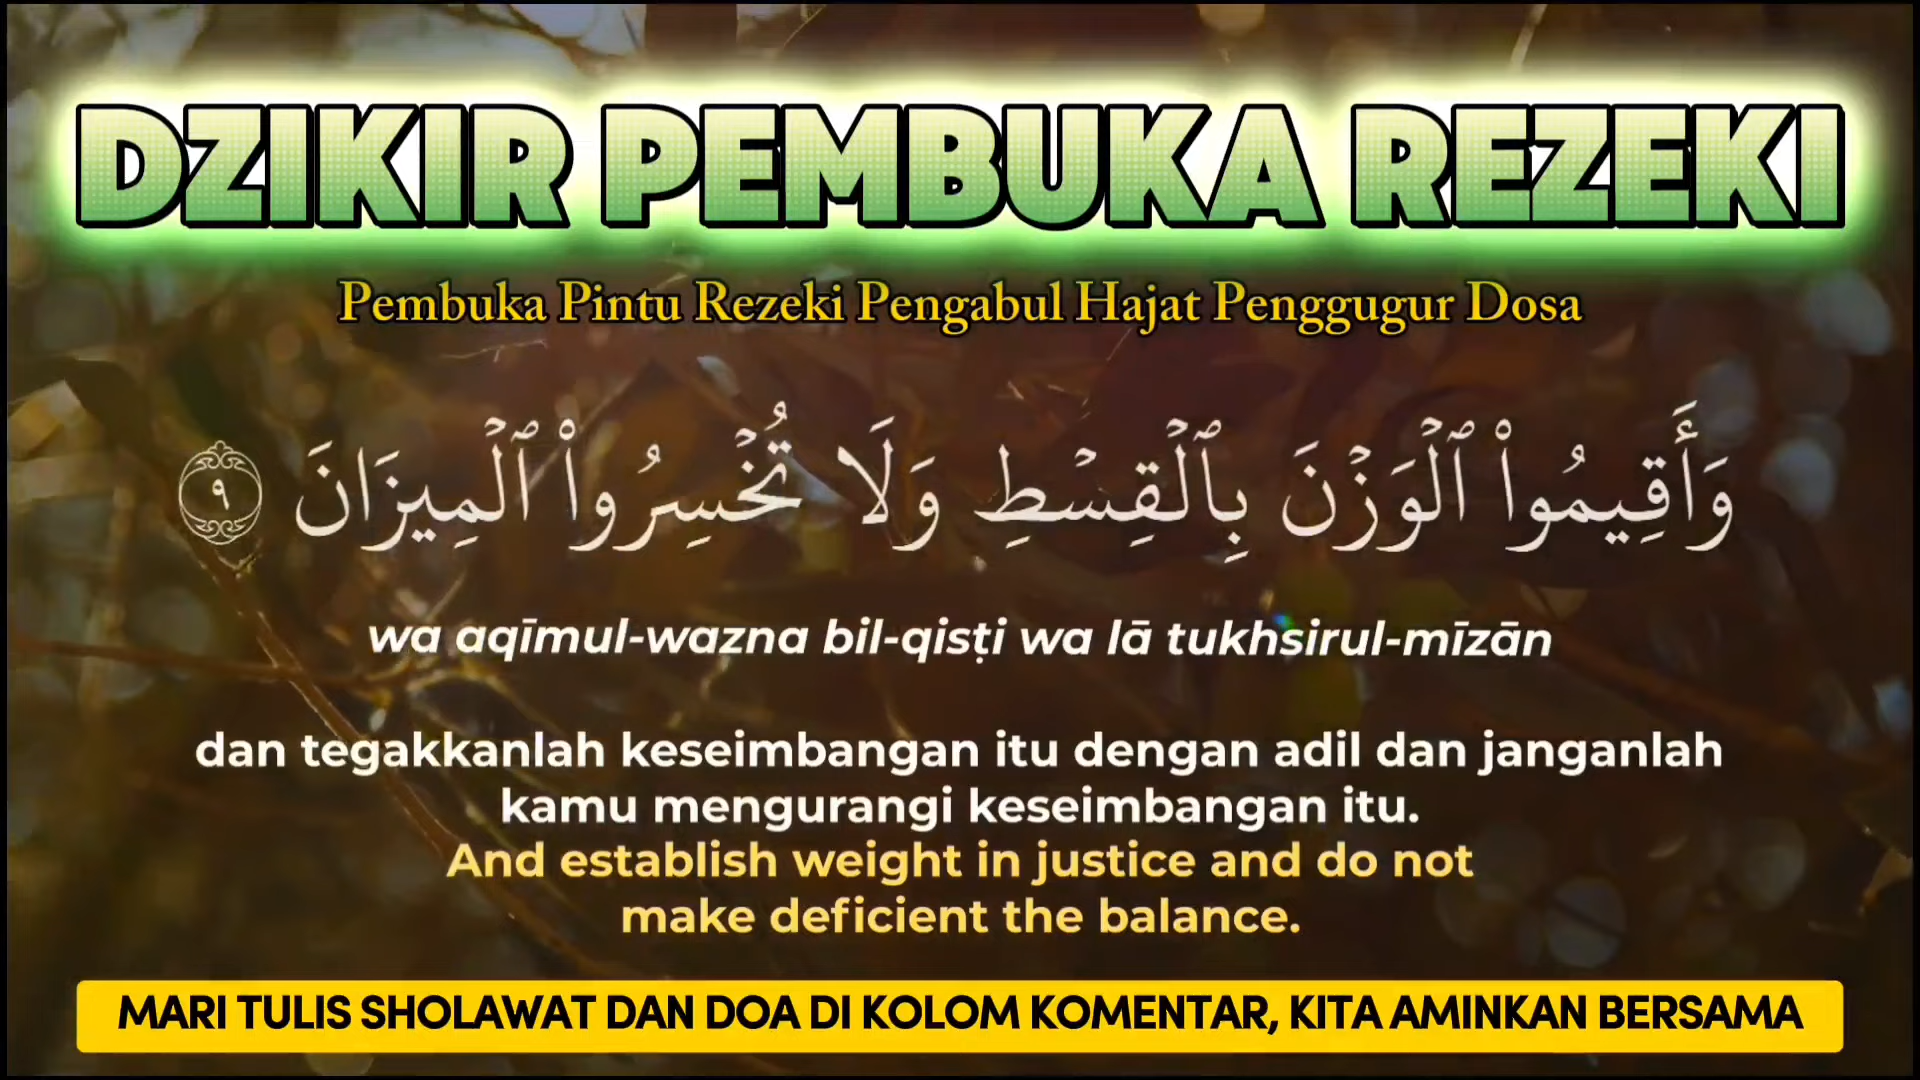 DZIKIR PEMBUKA REZEKI
Pembuka Pintu Rezeki Pengabul Hajat Penggugur Dosa
وَأَقِيمُوا۟ ٱلْوَزْنَ بِٱلْقِسْطِ وَلَا تُخْسِرُوا۟ ٱلْمِيزَانَ ٩
wa aqīmul-wazna bil-qisṭi wa lā tukhsirul-mīzān
dan tegakkanlah keseimbangan itu dengan adil dan janganlah
kamu mengurangi keseimbangan itu.
And establish weight in justice and do not
make deficient the balance.
MARI TULIS SHOLAWAT DAN DOA DI KOLOM KOMENTAR, KITA AMINKAN BERSAMA